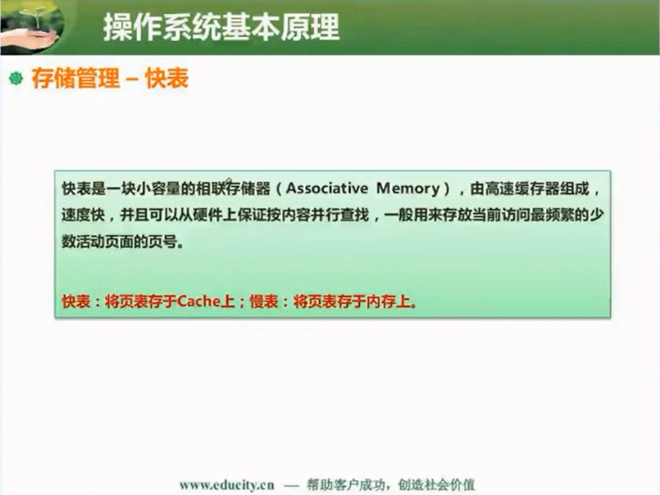 操作系统基本原理
存储管理 – 快表
快表是一块小容量的相联存储器（Associative Memory），由高速缓存器组成，
速度快，并且可以从硬件上保证按内容并行查找，一般用来存放当前访问最频繁的少
数活动页面的页号。
快表：将页表存于Cache上；慢表：将页表存于内存上。
www.educity.cn — 帮助客户成功，创造社会价值